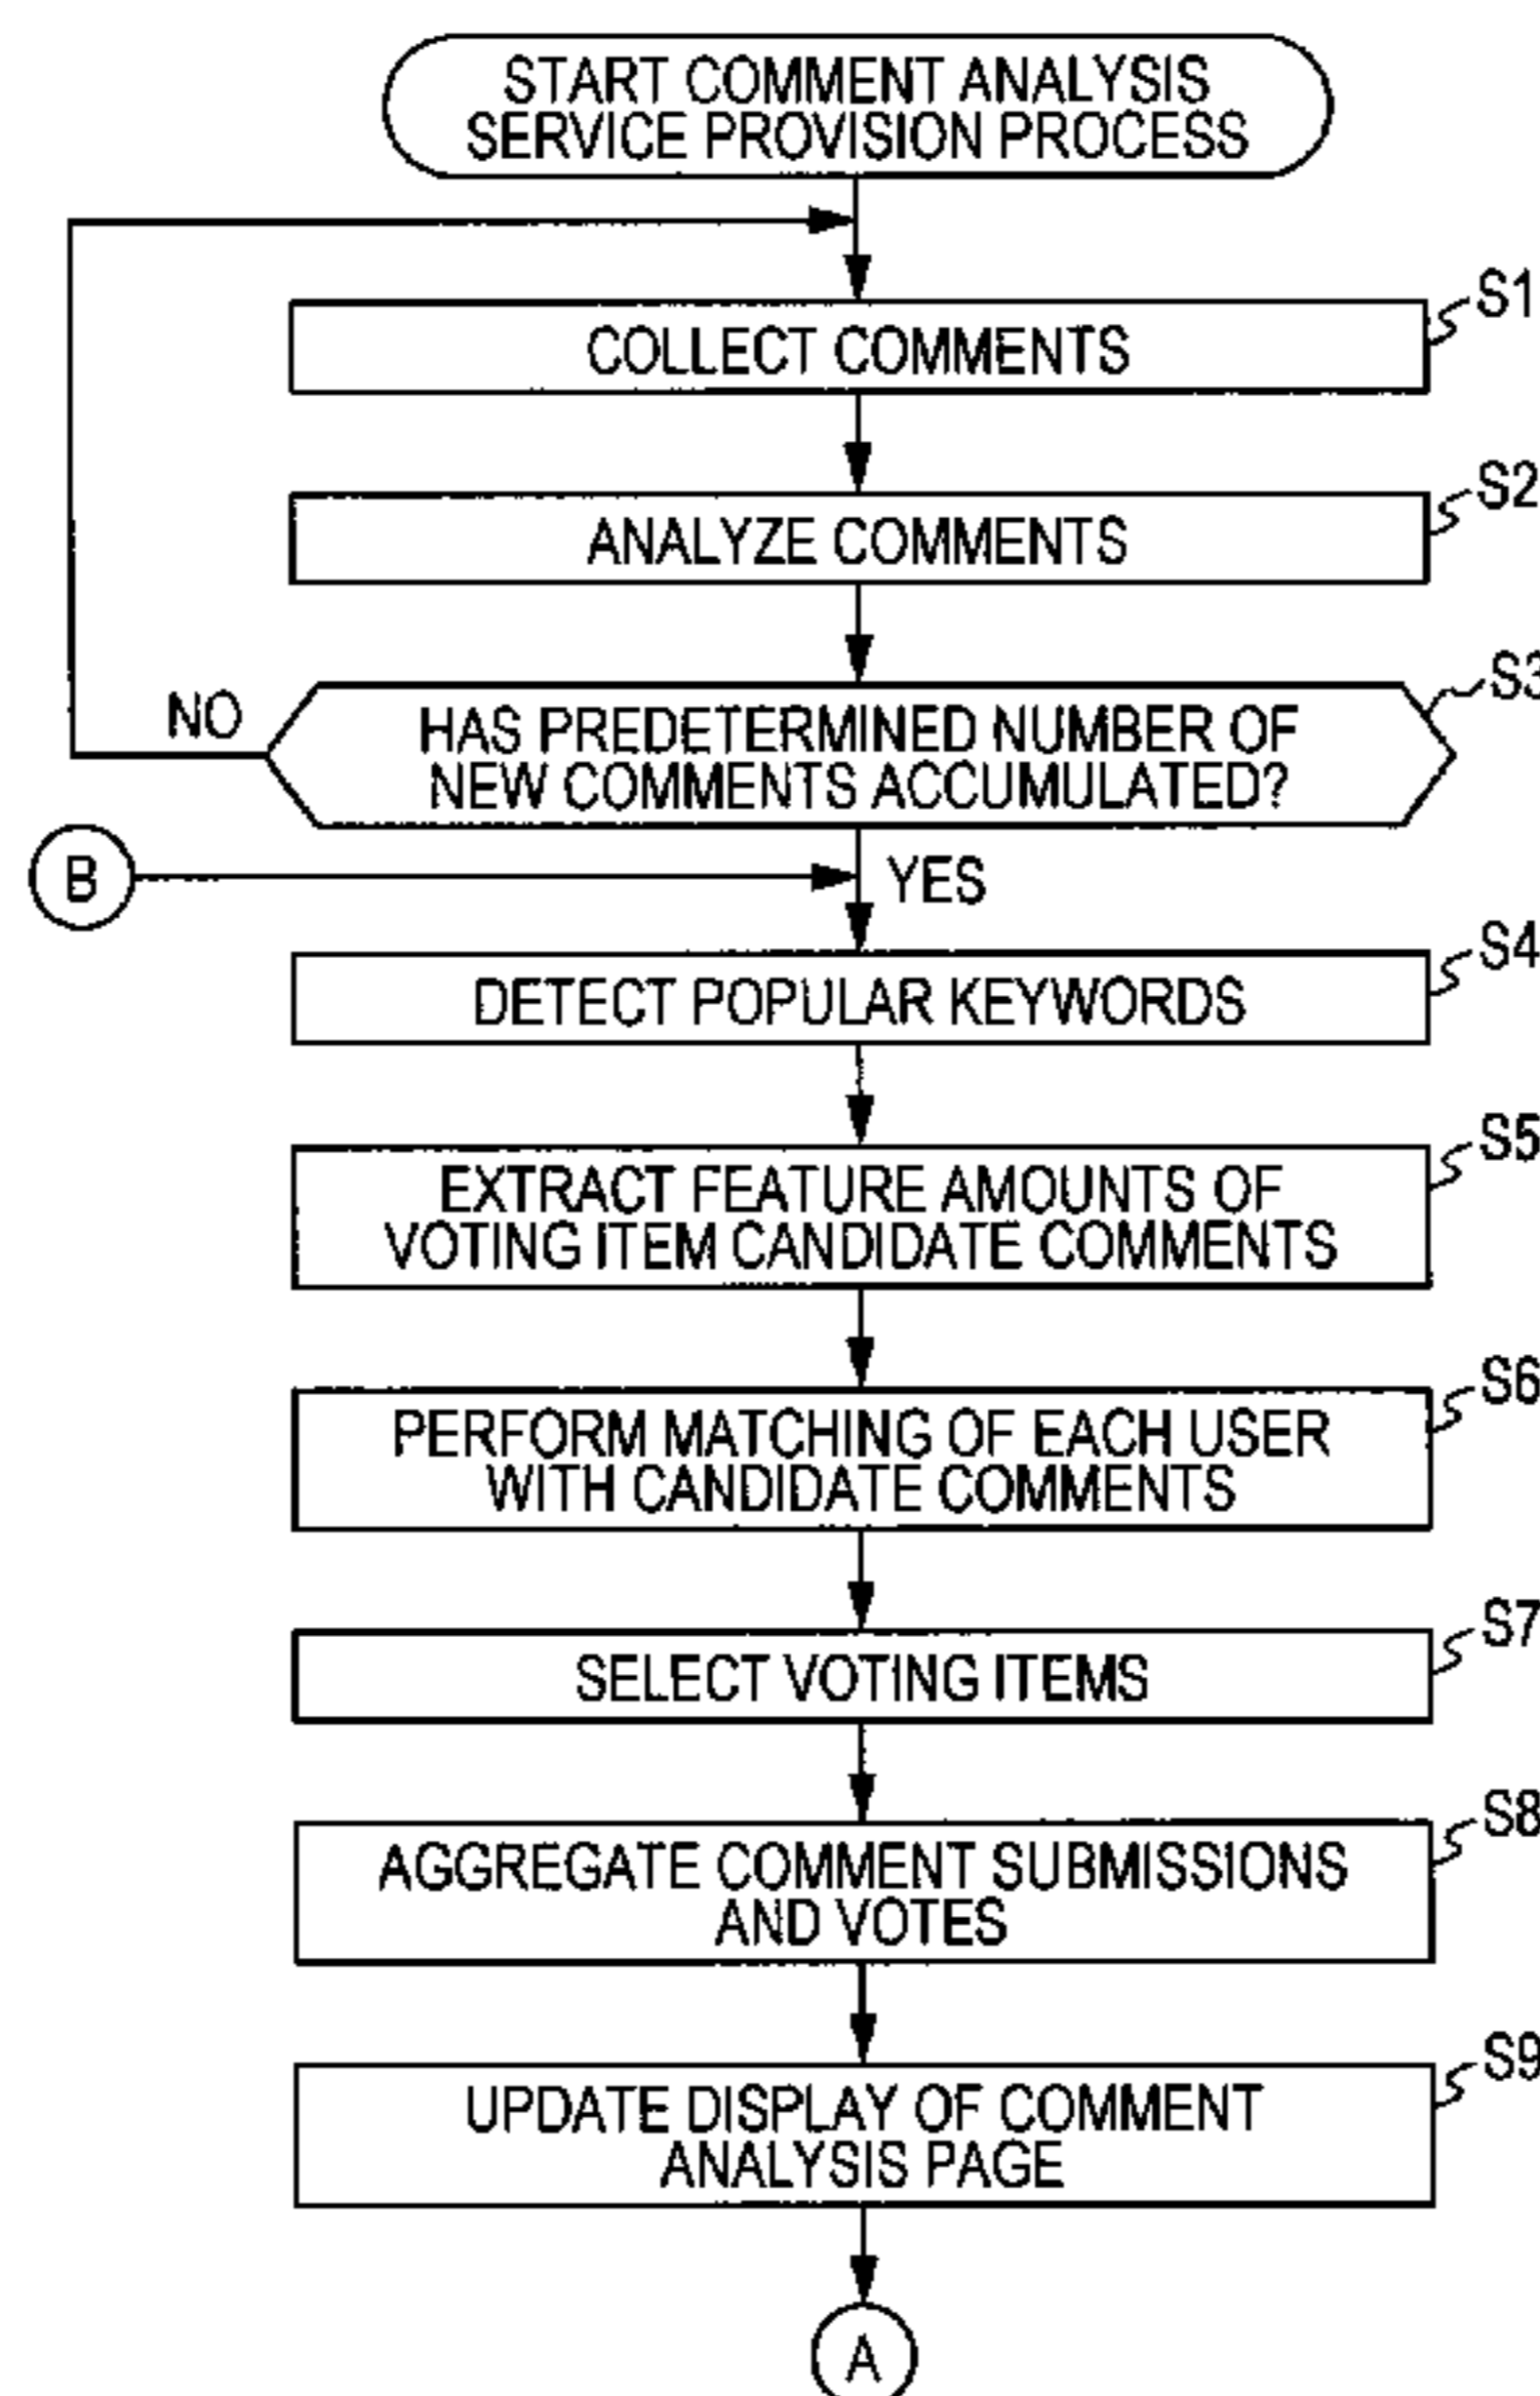 START COMMENT ANALYSIS
SERVICE PROVISION PROCESS
S1
COLLECT COMMENTS
S2
ANALYZE COMMENTS
S3
NO
HAS PREDETERMINED NUMBER OF
NEW COMMENTS ACCUMULATED?
B
YES
S4
DETECT POPULAR KEYWORDS
S5
EXTRACT FEATURE AMOUNTS OF
VOTING ITEM CANDIDATE COMMENTS
S6
PERFORM MATCHING OF EACH USER
WITH CANDIDATE COMMENTS
S7
SELECT VOTING ITEMS
S8
AGGREGATE COMMENT SUBMISSIONS
AND VOTES
S9
UPDATE DISPLAY OF COMMENT
ANALYSIS PAGE
A